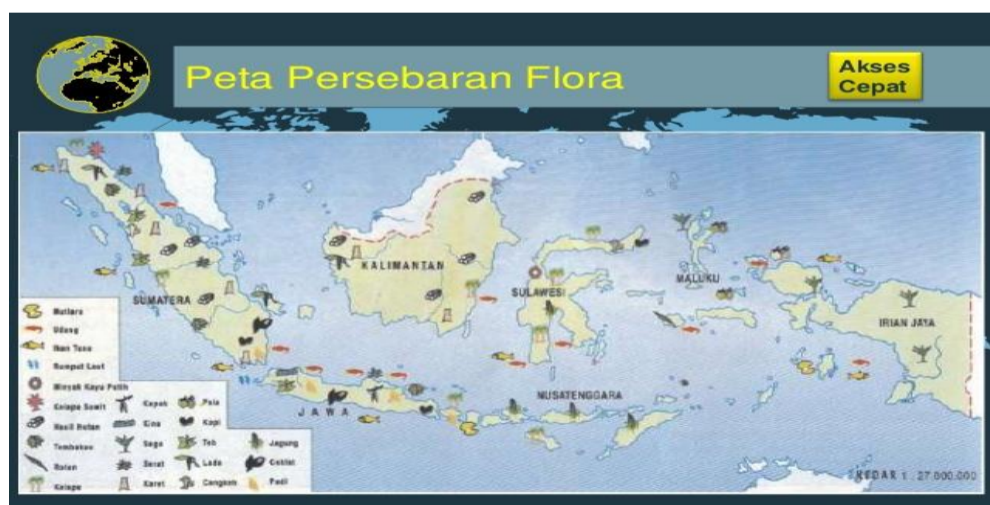 Peta Persebaran Flora
Akses
Cepat
KALIMANTAN
SUMATERA
SULAWESI
MALUKU
IRIAN JAYA
NUSATENGGARA
JAWA
Mutiara
Udang
Ikan Tuna
Rumput Laut
Minyak Kayu Putih
Kelapa Sawit
Hasil Hutan
Tembakau
Rotan
Kelapa
Kapok
Kina
Sagu
Serat
Karet
Pala
Kopi
Teh
Lada
Cengkeh
Jagung
Coklat
Padi
1 : 27.000.000